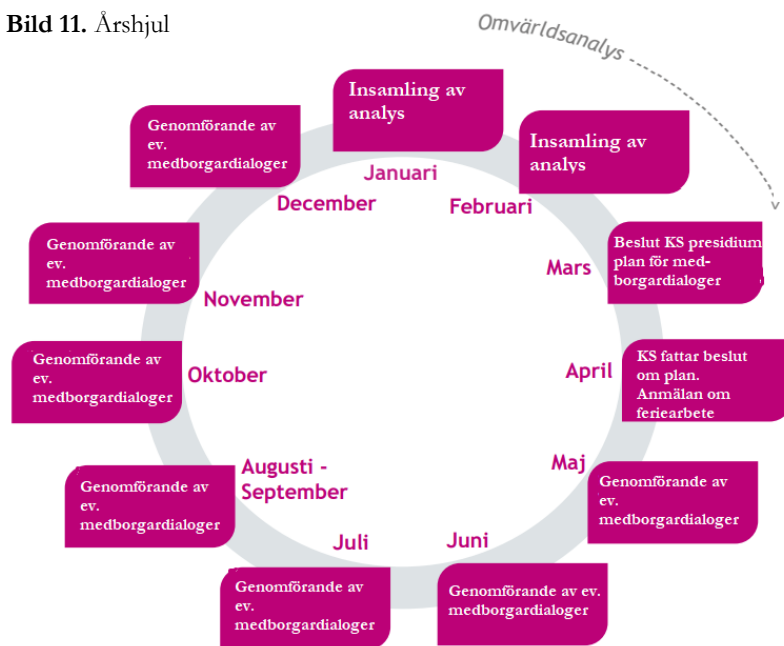 Bild 11. Årshjul
Omvärldsanalys
Insamling av
analys
Januari
Insamling av
analys
Februari
Beslut KS presidium
plan för med-
borgardialoger
Mars
KS fattar beslut
om plan.
Anmälan om
feriearbete
April
Genomförande av
ev.
medborgardialoger
Maj
Genomförande av ev.
medborgardialoger
Juni
Genomförande av
ev.
medborgardialoger
Juli
Genomförande av
ev.
medborgardialoger
Augusti -
September
Genomförande av
ev.
medborgardialoger
Oktober
Genomförande av
ev.
medborgardialoger
November
Genomförande av
ev.
medborgardialoger
December